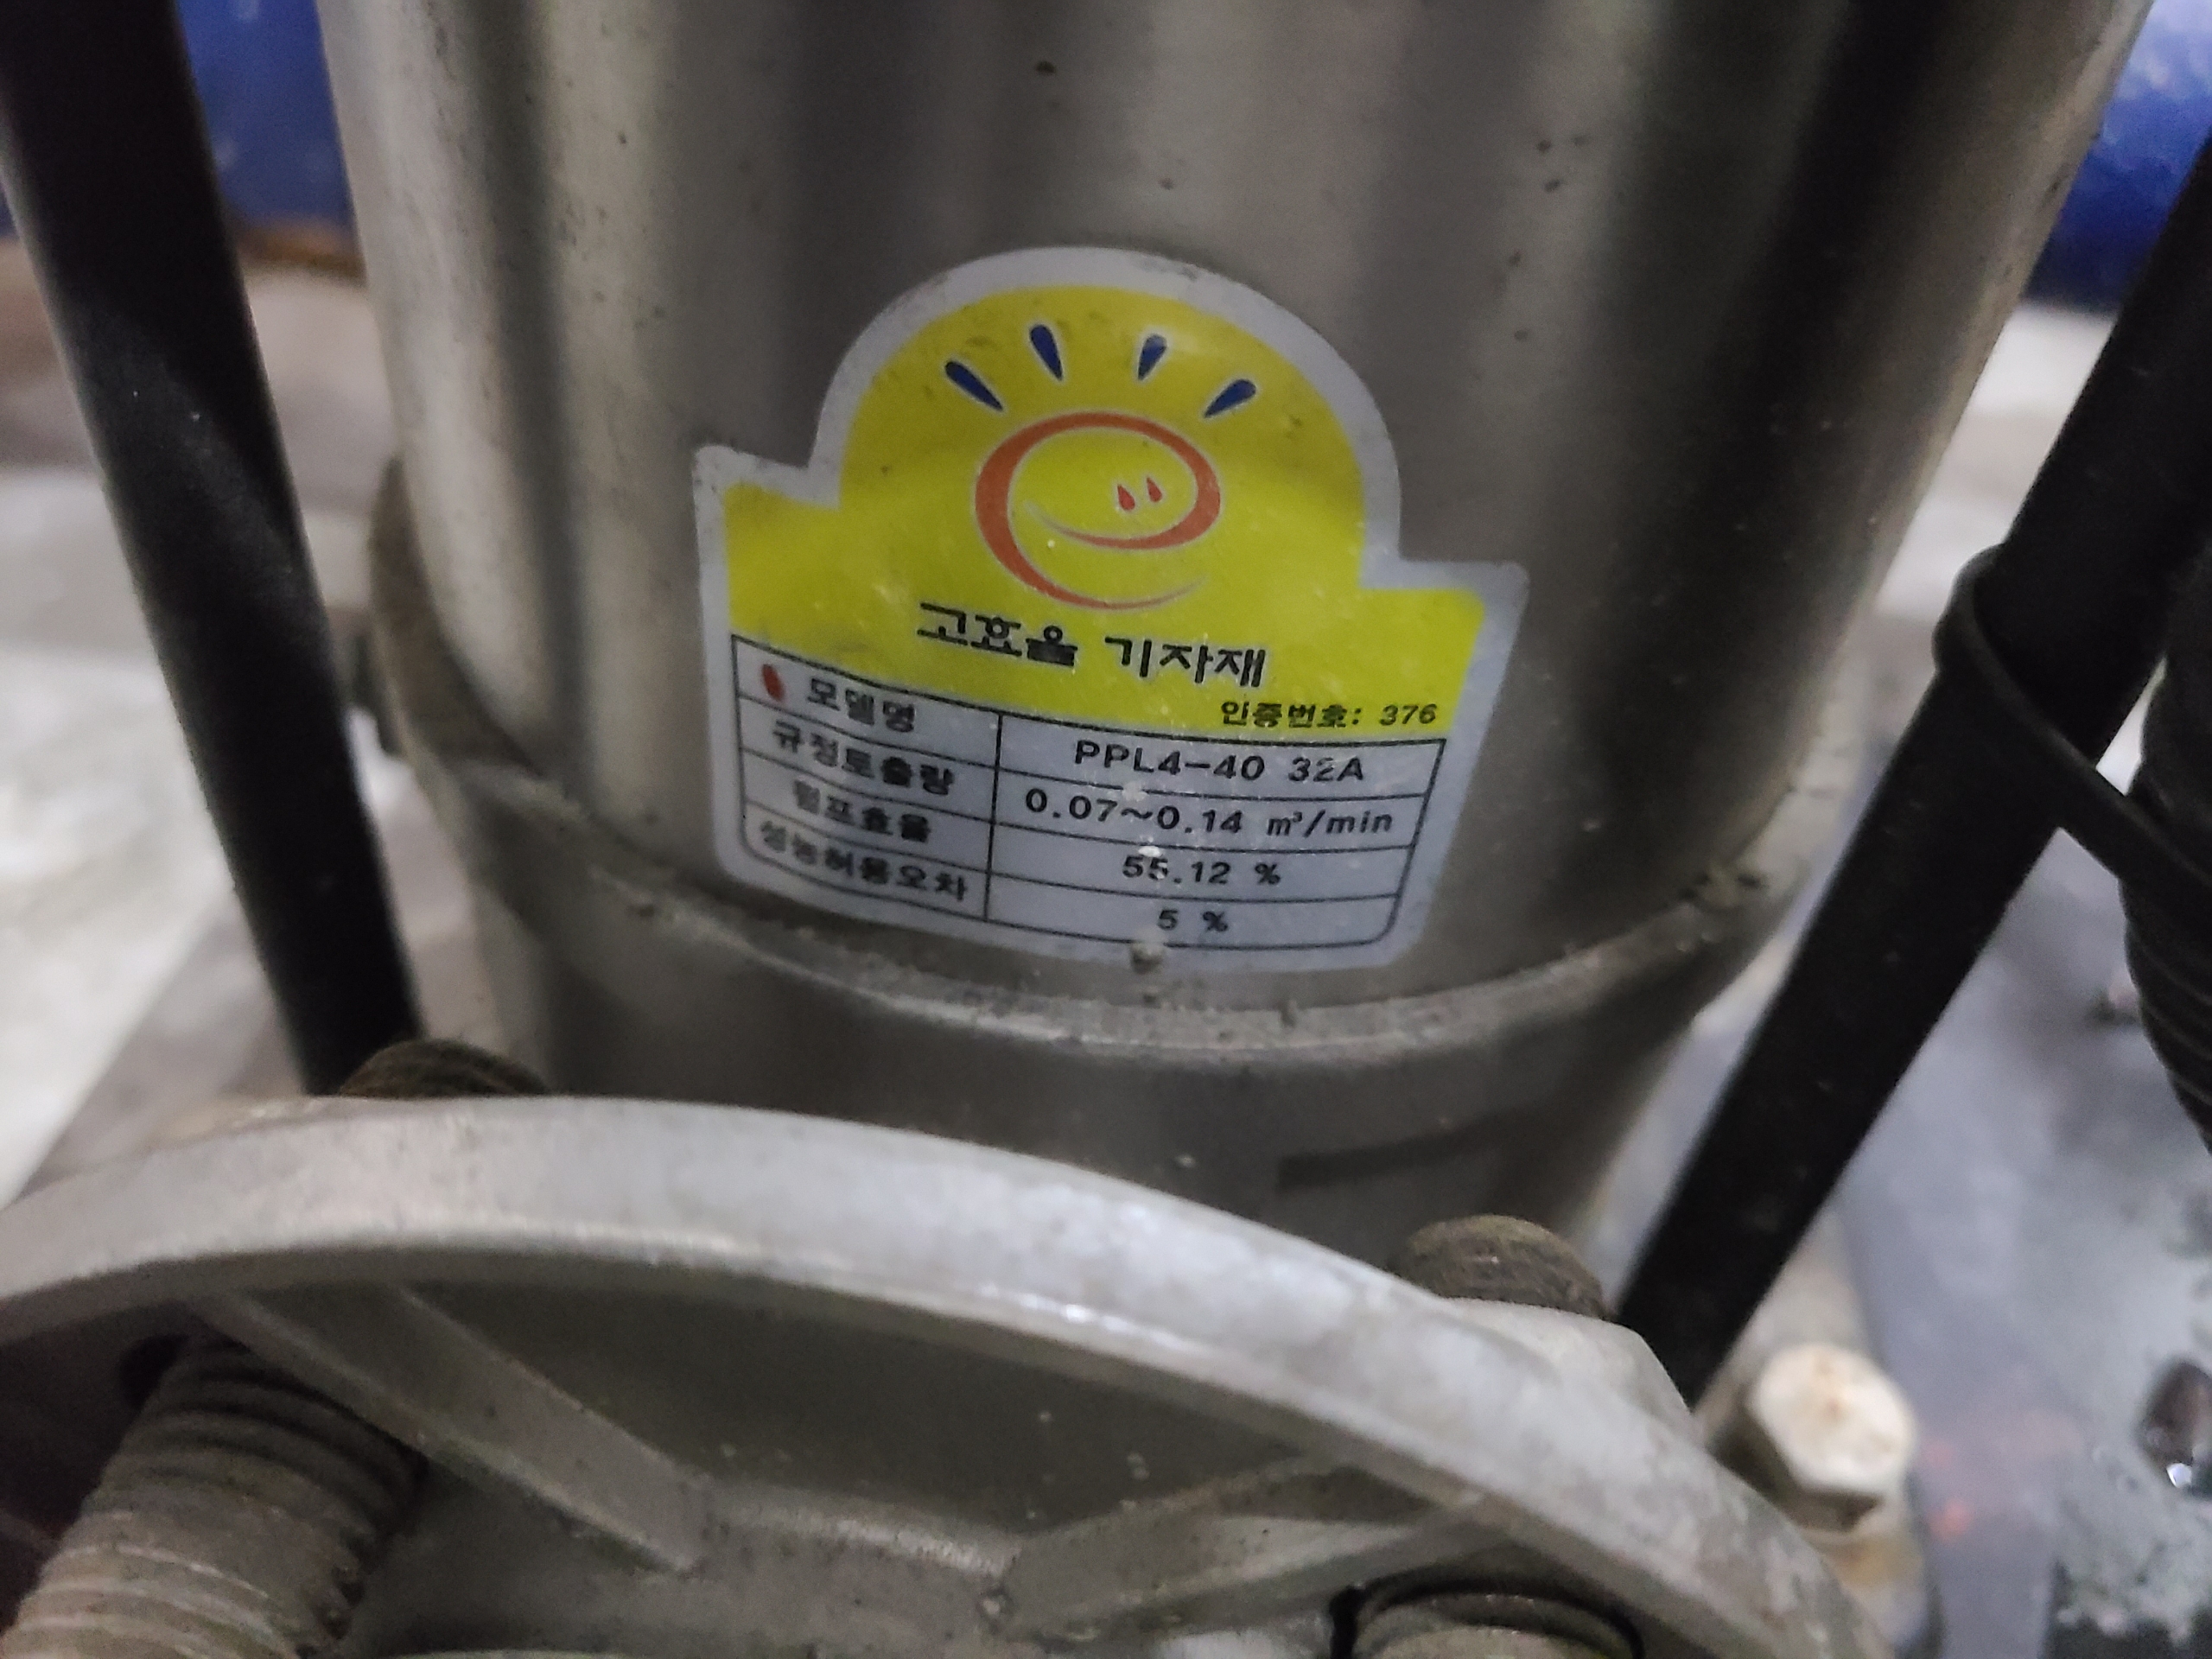 고효율 기자재
인증번호: 376
모델명 PPL4-40 32A
규정토출량 0.07~0.14 m³/min
펌프효율 55.12 %
성능허용오차 5 %